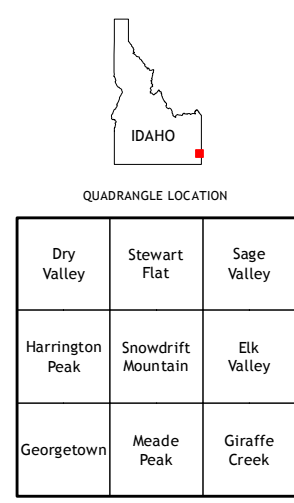 IDAHO
QUADRANGLE LOCATION
Dry
Valley
Stewart
Flat
Sage
Valley
Harrington
Peak
Snowdrift
Mountain
Elk
Valley
Georgetown
Meade
Peak
Giraffe
Creek